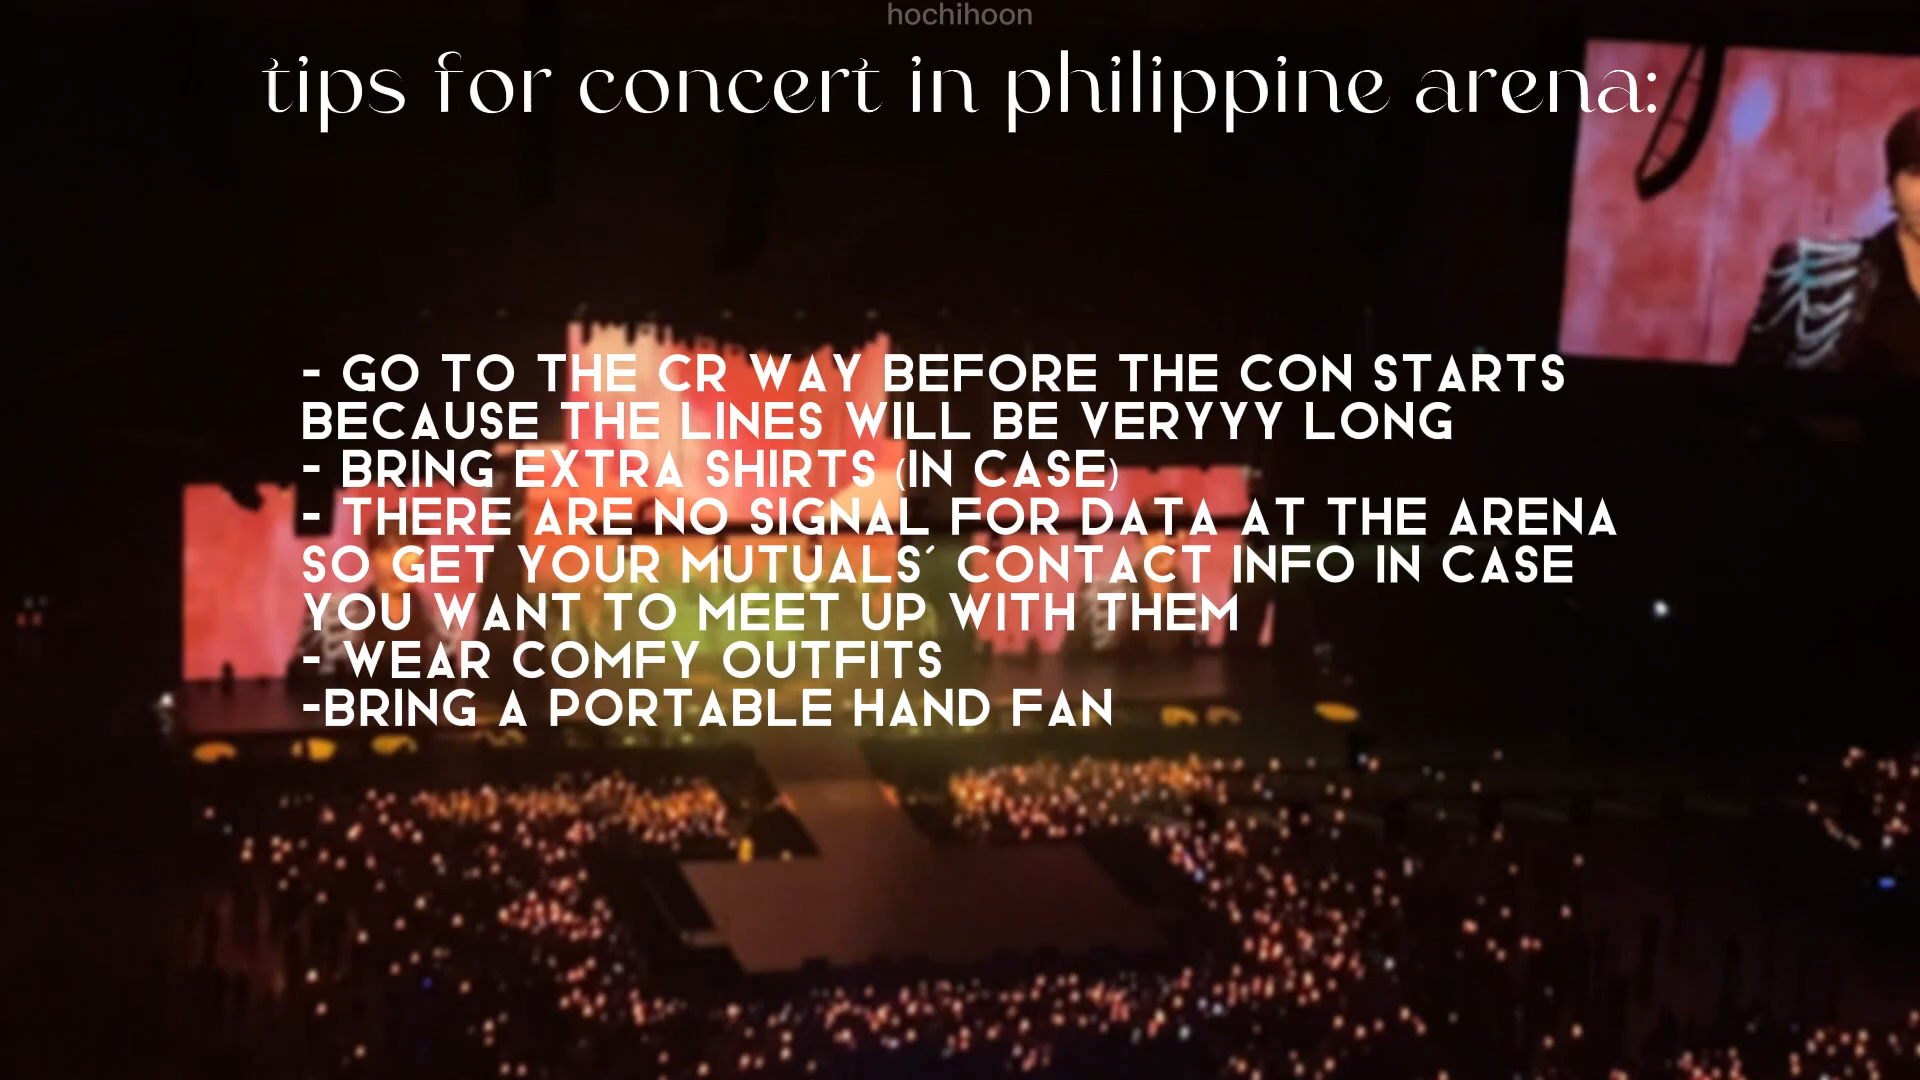 hochihoon
tips for concert in philippine arena:
- GO TO THE CR WAY BEFORE THE CON STARTS
BECAUSE THE LINES WILL BE VERYYY LONG
- BRING EXTRA SHIRTS (IN CASE)
- THERE ARE NO SIGNAL FOR DATA AT THE ARENA
SO GET YOUR MUTUALS´ CONTACT INFO IN CASE
YOU WANT TO MEET UP WITH THEM
- WEAR COMFY OUTFITS
-BRING A PORTABLE HAND FAN